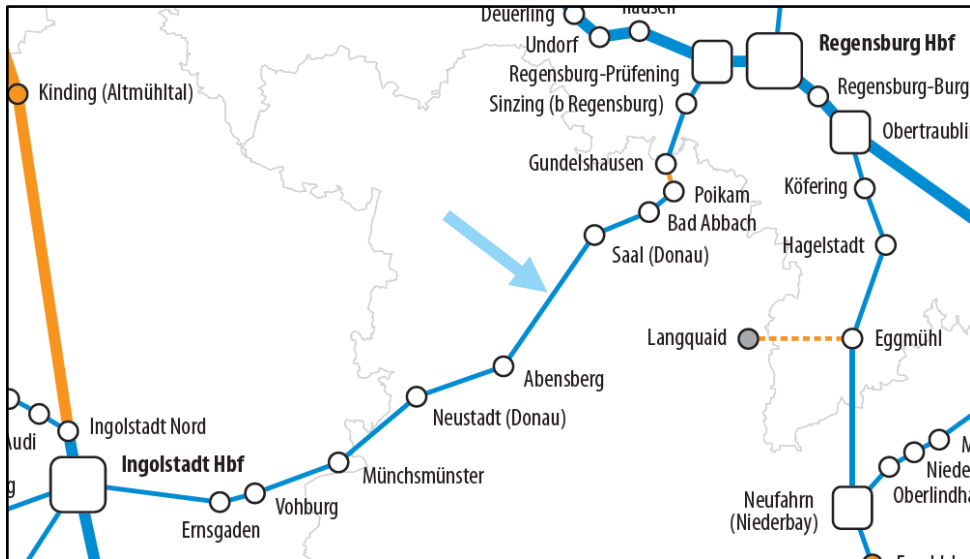 Deuerling
Undorf
Regensburg Hbf
Regensburg-Prüfening
Kinding (Altmühltal)
Sinzing (b Regensburg)
Regensburg-Burg
Gundelshausen
Poikam
Köfering
Bad Abbach
Saal (Donau)
Hagelstadt
Langquaid
Eggmühl
Abensberg
Neustadt (Donau)
Ingolstadt Nord
Audi
Ingolstadt Hbf
Münchsmünster
Vohburg
Ernsgaden
Neufahrn
(Niederbay)